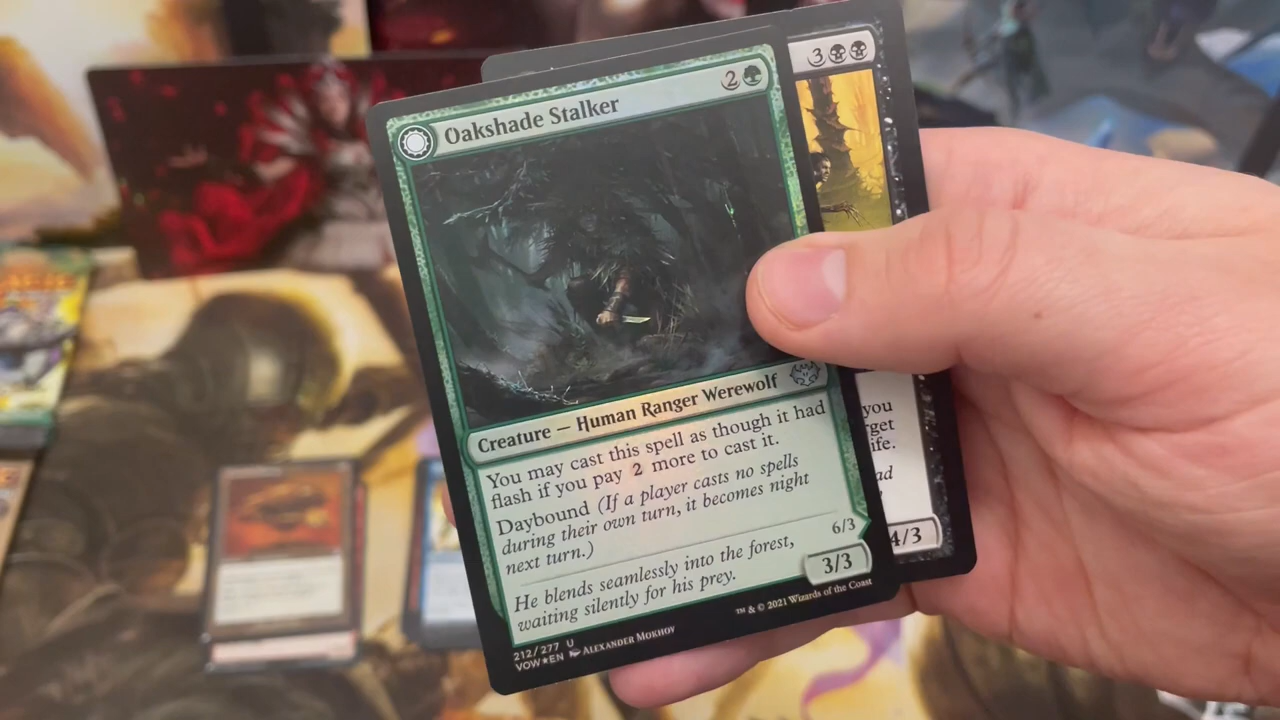 Oakshade Stalker
2
3
Creature — Human Ranger Werewolf
You may cast this spell as though it had
flash if you pay 2 more to cast it.
Daybound (If a player casts no spells
during their own turn, it becomes night
next turn.)
6/3
He blends seamlessly into the forest,
waiting silently for his prey.
3/3
212/277 U
VOW★EN ALEXANDER MOKHOV
™ & © 2021 Wizards of the Coast
you
life.
4/3